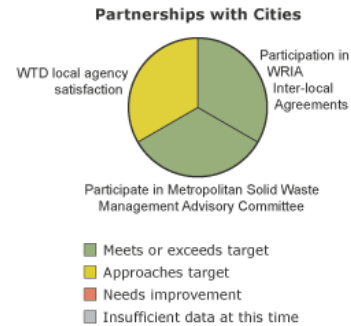 Partnerships with Cities
WTD local agency
satisfaction
Participation in
WRIA
Inter-local
Agreements
Participate in Metropolitan Solid Waste
Management Advisory Committee
Meets or exceeds target
Approaches target
Needs improvement
Insufficient data at this time